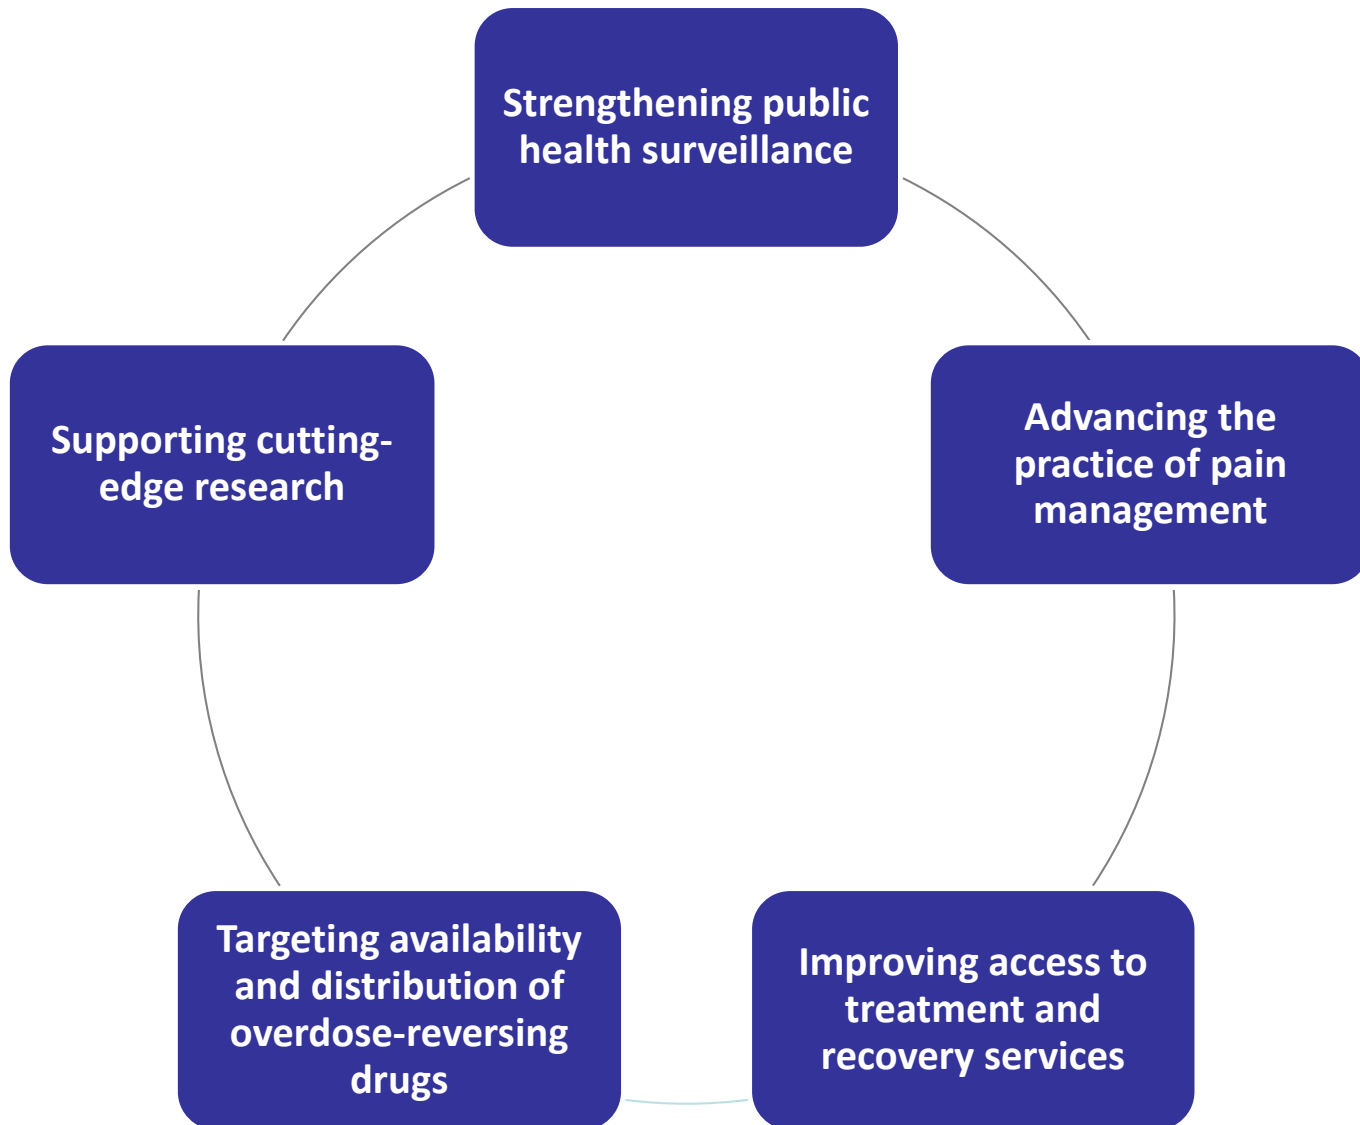 Strengthening public
health surveillance
Advancing the
practice of pain
management
Improving access to
treatment and
recovery services
Targeting availability
and distribution of
overdose-reversing
drugs
Supporting cutting-
edge research